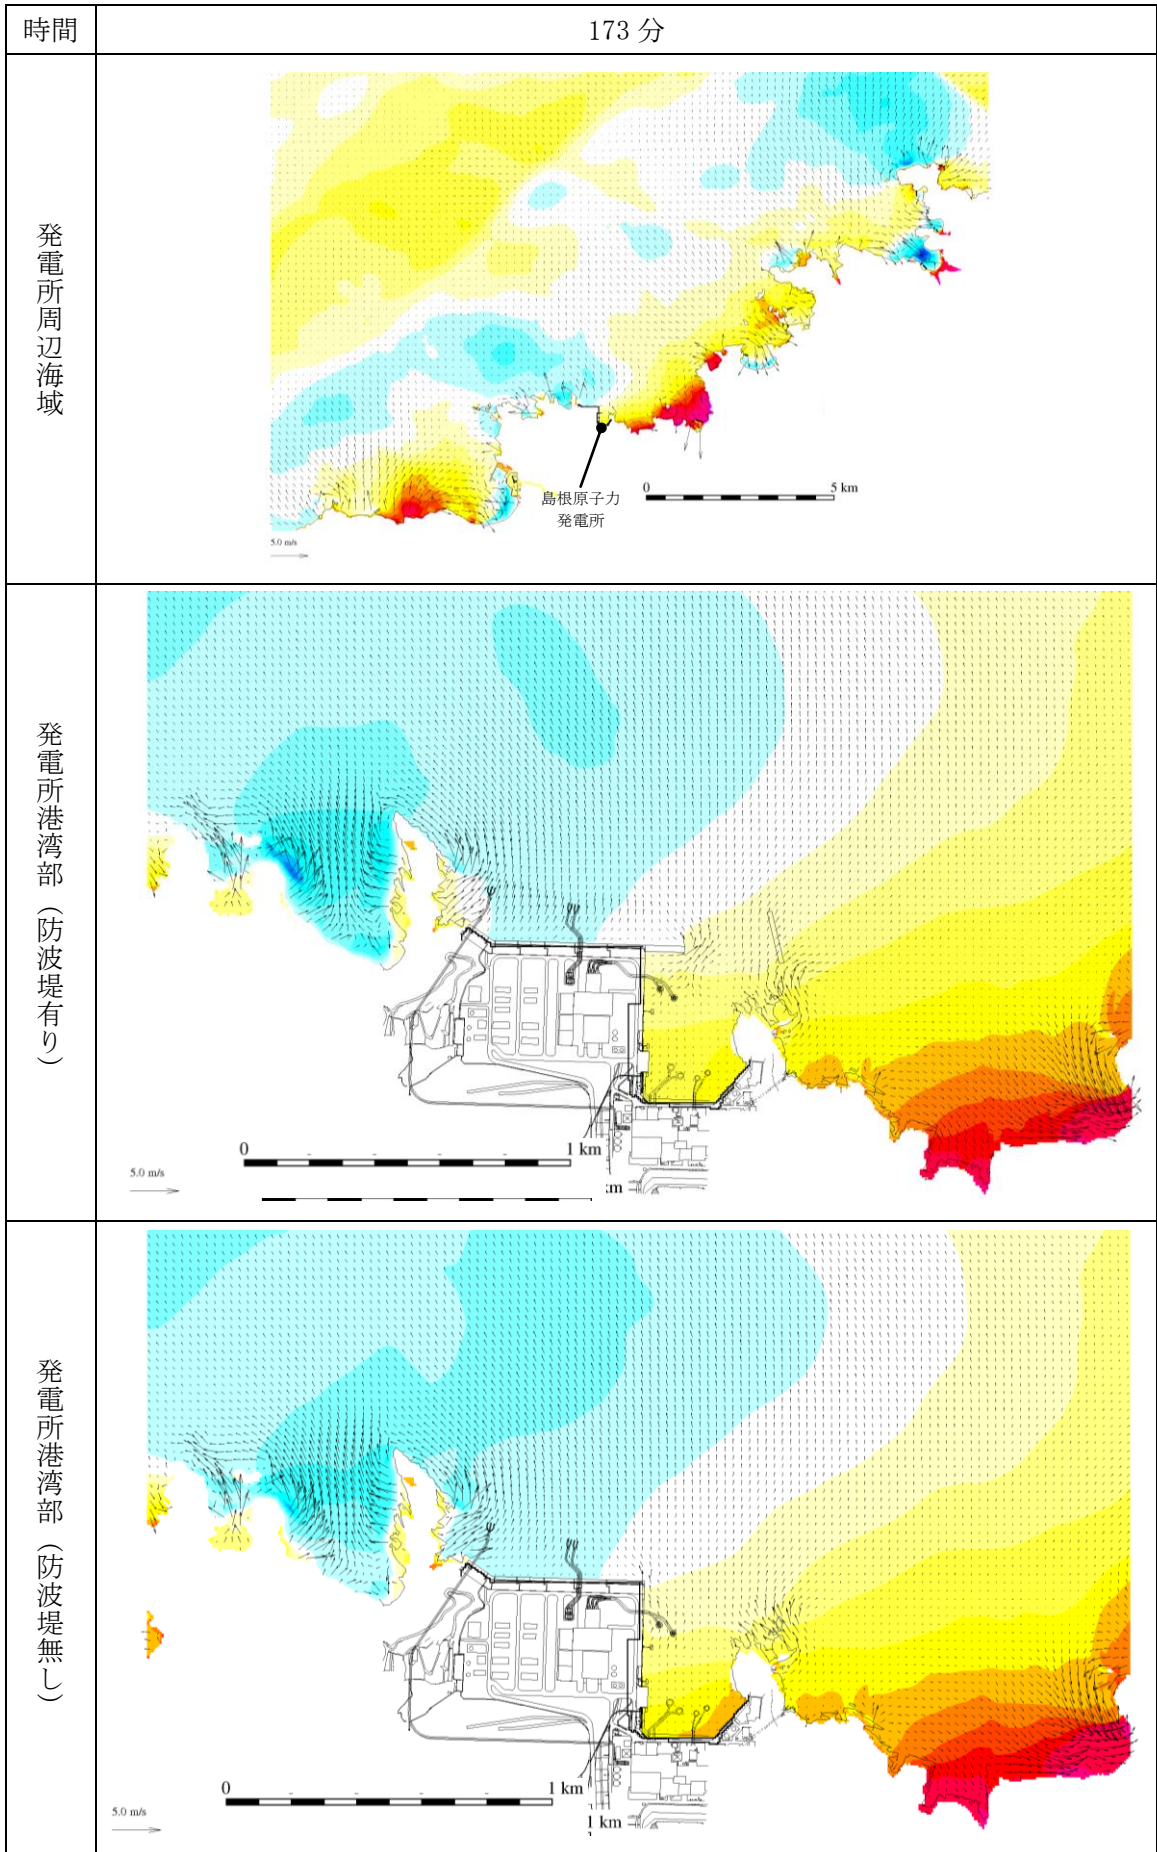 時間
173 分
発電所周辺海域
島根原子力
発電所
0
5 km
5.0 m/s
発電所港湾部（防波堤有り）
0
1 km
5.0 m/s
km
発電所港湾部（防波堤無し）
0
1 km
5.0 m/s
1 km